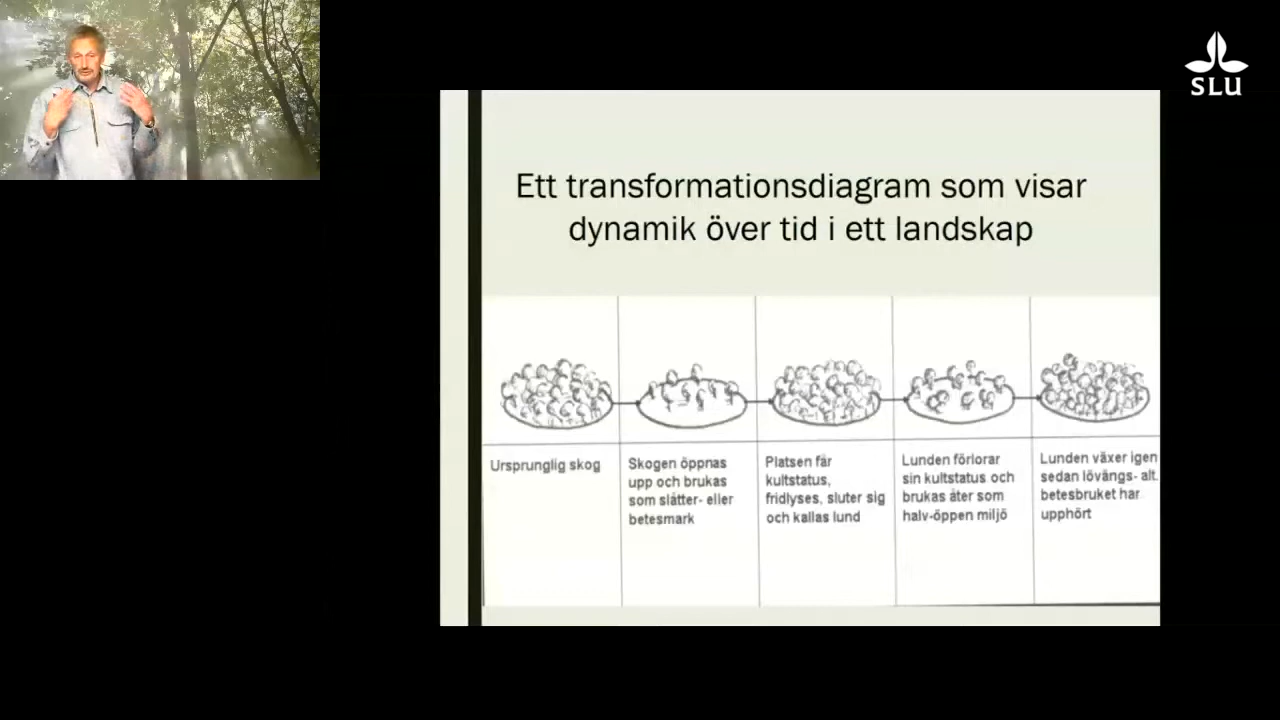 SLU
Ett transformationsdiagram som visar
dynamik över tid i ett landskap
Ursprunglig skog
Skogen öppnas
upp och brukas
som slåtter- eller
betesmark
Platsen får
kultstatus,
fridlyses, sluter sig
och kallas lund
Lunden förlorar
sin kultstatus och
brukas åter som
halv-öppen miljö
Lunden växer igen
sedan lövängs- alt.
betesbruket har
upphört